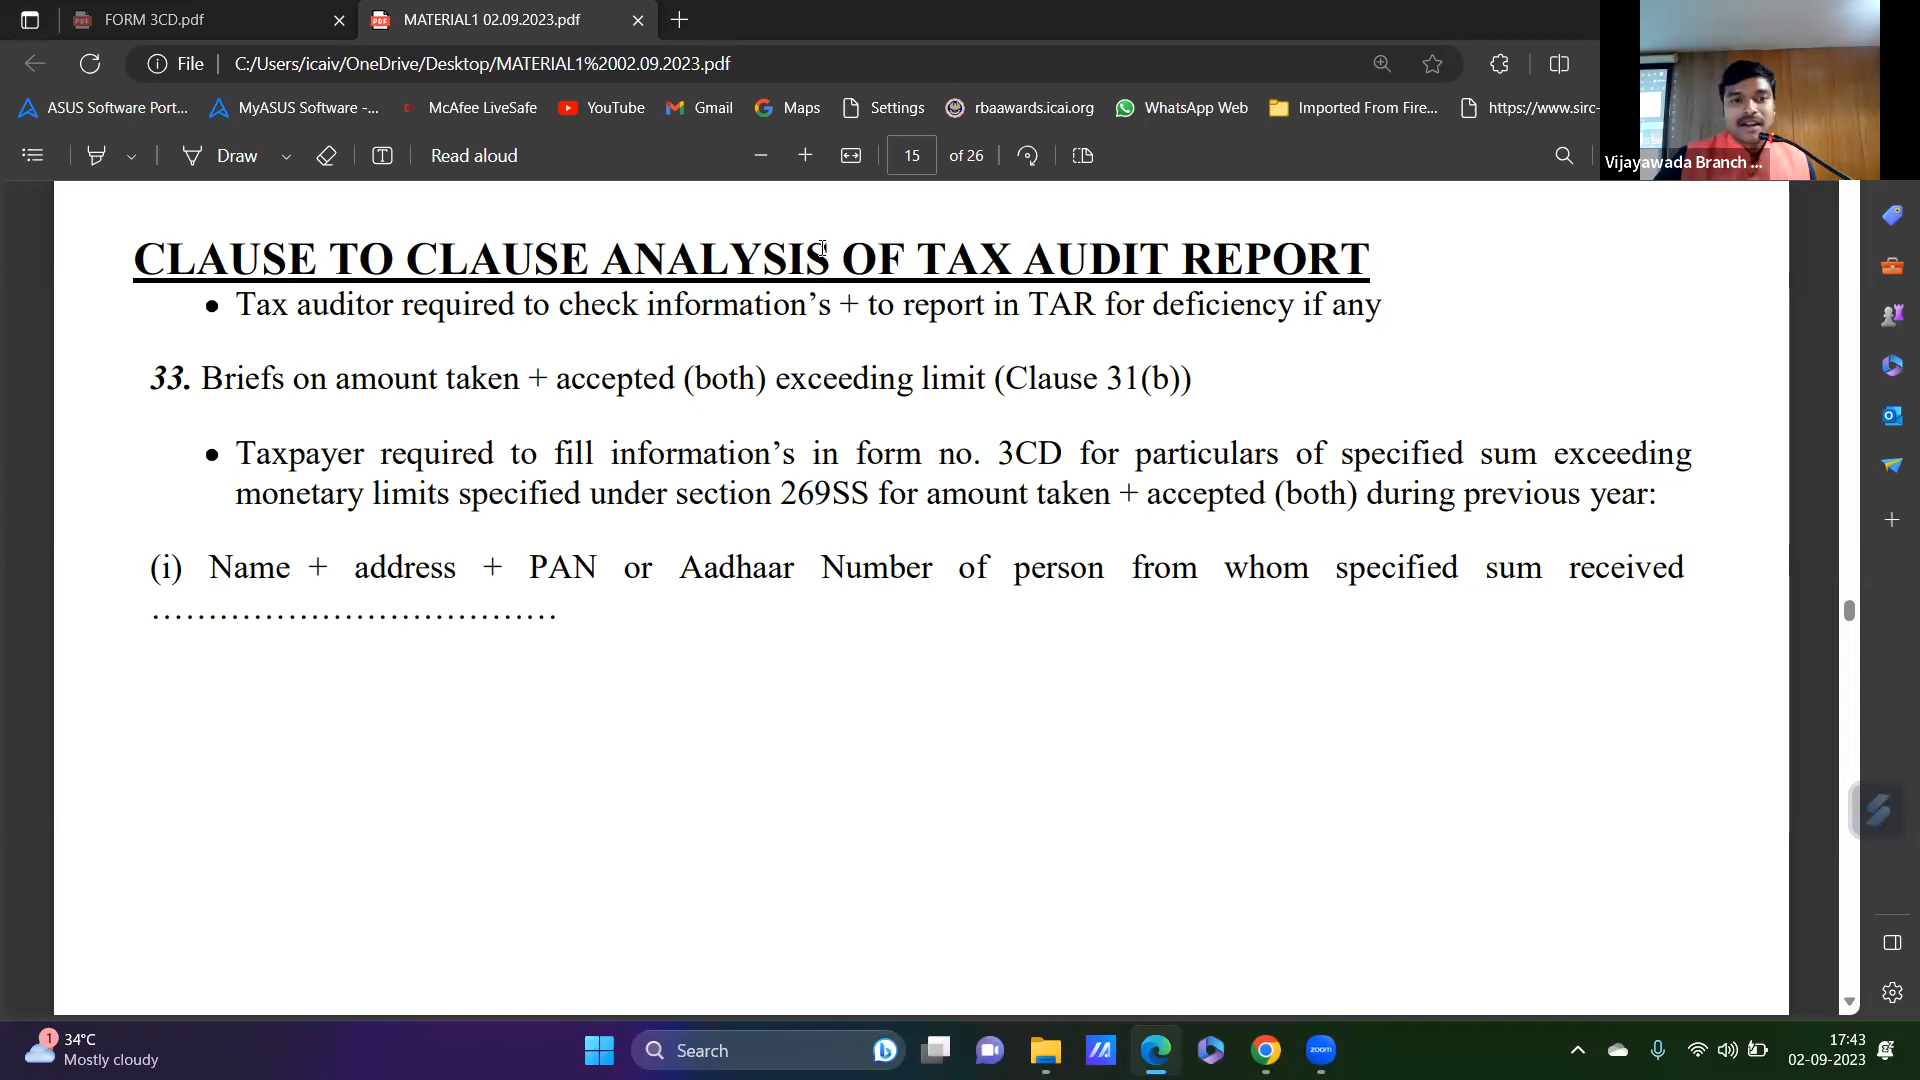 FORM 3CD.pdf
MATERIAL1 02.09.2023.pdf
File
C:/Users/icaiv/OneDrive/Desktop/MATERIAL1%2002.09.2023.pdf
ASUS Software Port...
MyASUS Software -...
McAfee LiveSafe
YouTube
Gmail
Maps
Settings
rbaawards.icai.org
WhatsApp Web
Imported From Fire...
https://www.sirc-
Draw
Read aloud
15 of 26
Vijayawada Branch ...
CLAUSE TO CLAUSE ANALYSIS OF TAX AUDIT REPORT
• Tax auditor required to check information’s + to report in TAR for deficiency if any
33. Briefs on amount taken + accepted (both) exceeding limit (Clause 31(b))
• Taxpayer required to fill information’s in form no. 3CD for particulars of specified sum exceeding
monetary limits specified under section 269SS for amount taken + accepted (both) during previous year:
(i) Name + address + PAN or Aadhaar Number of person from whom specified sum received
………………………………
1
34°C
Mostly cloudy
Search
zoom
17:43
02-09-2023